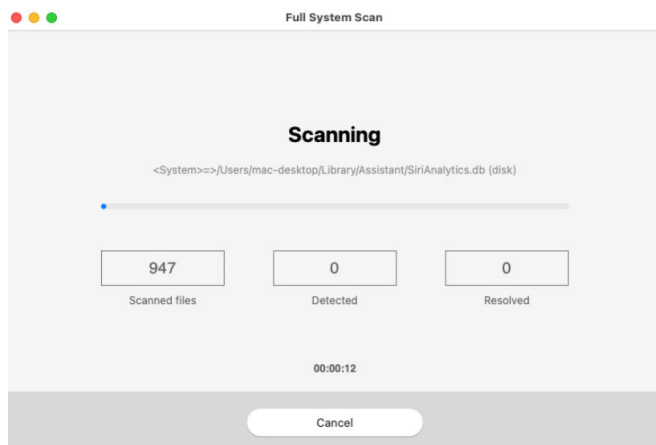 Full System Scan
Scanning
<System>=>/Users/mac-desktop/Library/Assistant/SiriAnalytics.db (disk)
947
0
0
Scanned files
Detected
Resolved
00:00:12
Cancel